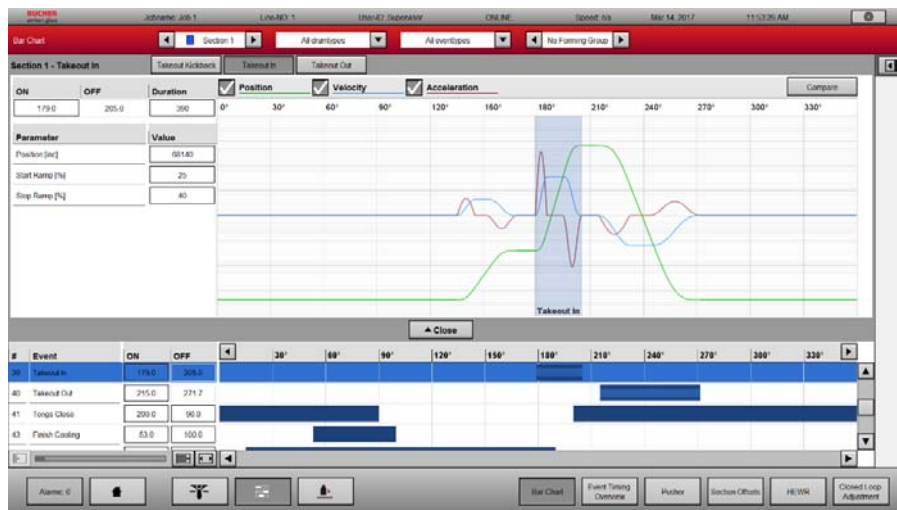 BUCHER
emhart glass
Jobname: Job 1 Line-NO: 1 User-ID: Supervisor ONLINE Speed: n/a Mar 14, 2017 11:53:26 AM
Bar Chart Section 1 All drumtypes All eventtypes No Forming Group
Section 1 - Takeout In Takeout Kickback Takeout In Takeout Out
ON OFF Duration Position Velocity Acceleration Compare
179.0 205.0 390 0° 30° 60° 90° 120° 150° 180° 210° 240° 270° 300° 330°
Parameter Value
Position [inc] 68140
Start Ramp [%] 25
Stop Ramp [%] 40
Takeout In
Close
# Event ON OFF 30° 60° 90° 120° 150° 180° 210° 240° 270° 300° 330°
39 Takeout In 179.0 205.0
40 Takeout Out 215.0 271.7
41 Tongs Close 200.0 90.0
43 Finish Cooling 53.0 100.0
Alarms: 0 Bar Chart Event Timing Overview Pusher Section Offsets HEWR Closed Loop Adjustment